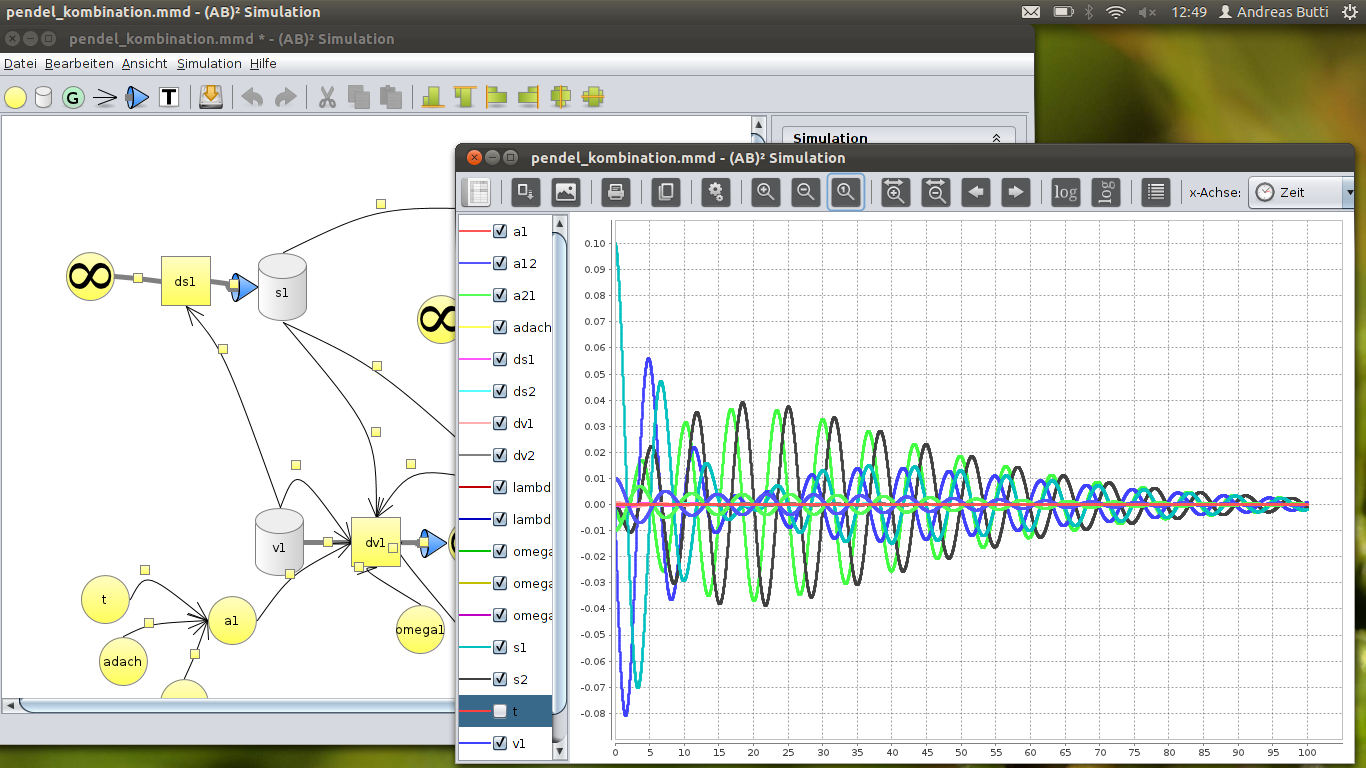 pendel_kombination.mmd - (AB)² Simulation
12:49 Andreas Butti
pendel_kombination.mmd * - (AB)² Simulation
Datei Bearbeiten Ansicht Simulation Hilfe
G T
Simulation
pendel_kombination.mmd - (AB)² Simulation
1 log log x-Achse: Zeit
∞
ds1
s1
∞
v1
dv1
t
a1
adach
omega1
a1
a12
a21
adach
ds1
ds2
dv1
dv2
lambd
lambd
omega
omega
omega
s1
s2
t
v1
0.10
0.09
0.08
0.07
0.06
0.05
0.04
0.03
0.02
0.01
0.00
-0.01
-0.02
-0.03
-0.04
-0.05
-0.06
-0.07
-0.08
0 5 10 15 20 25 30 35 40 45 50 55 60 65 70 75 80 85 90 95 100